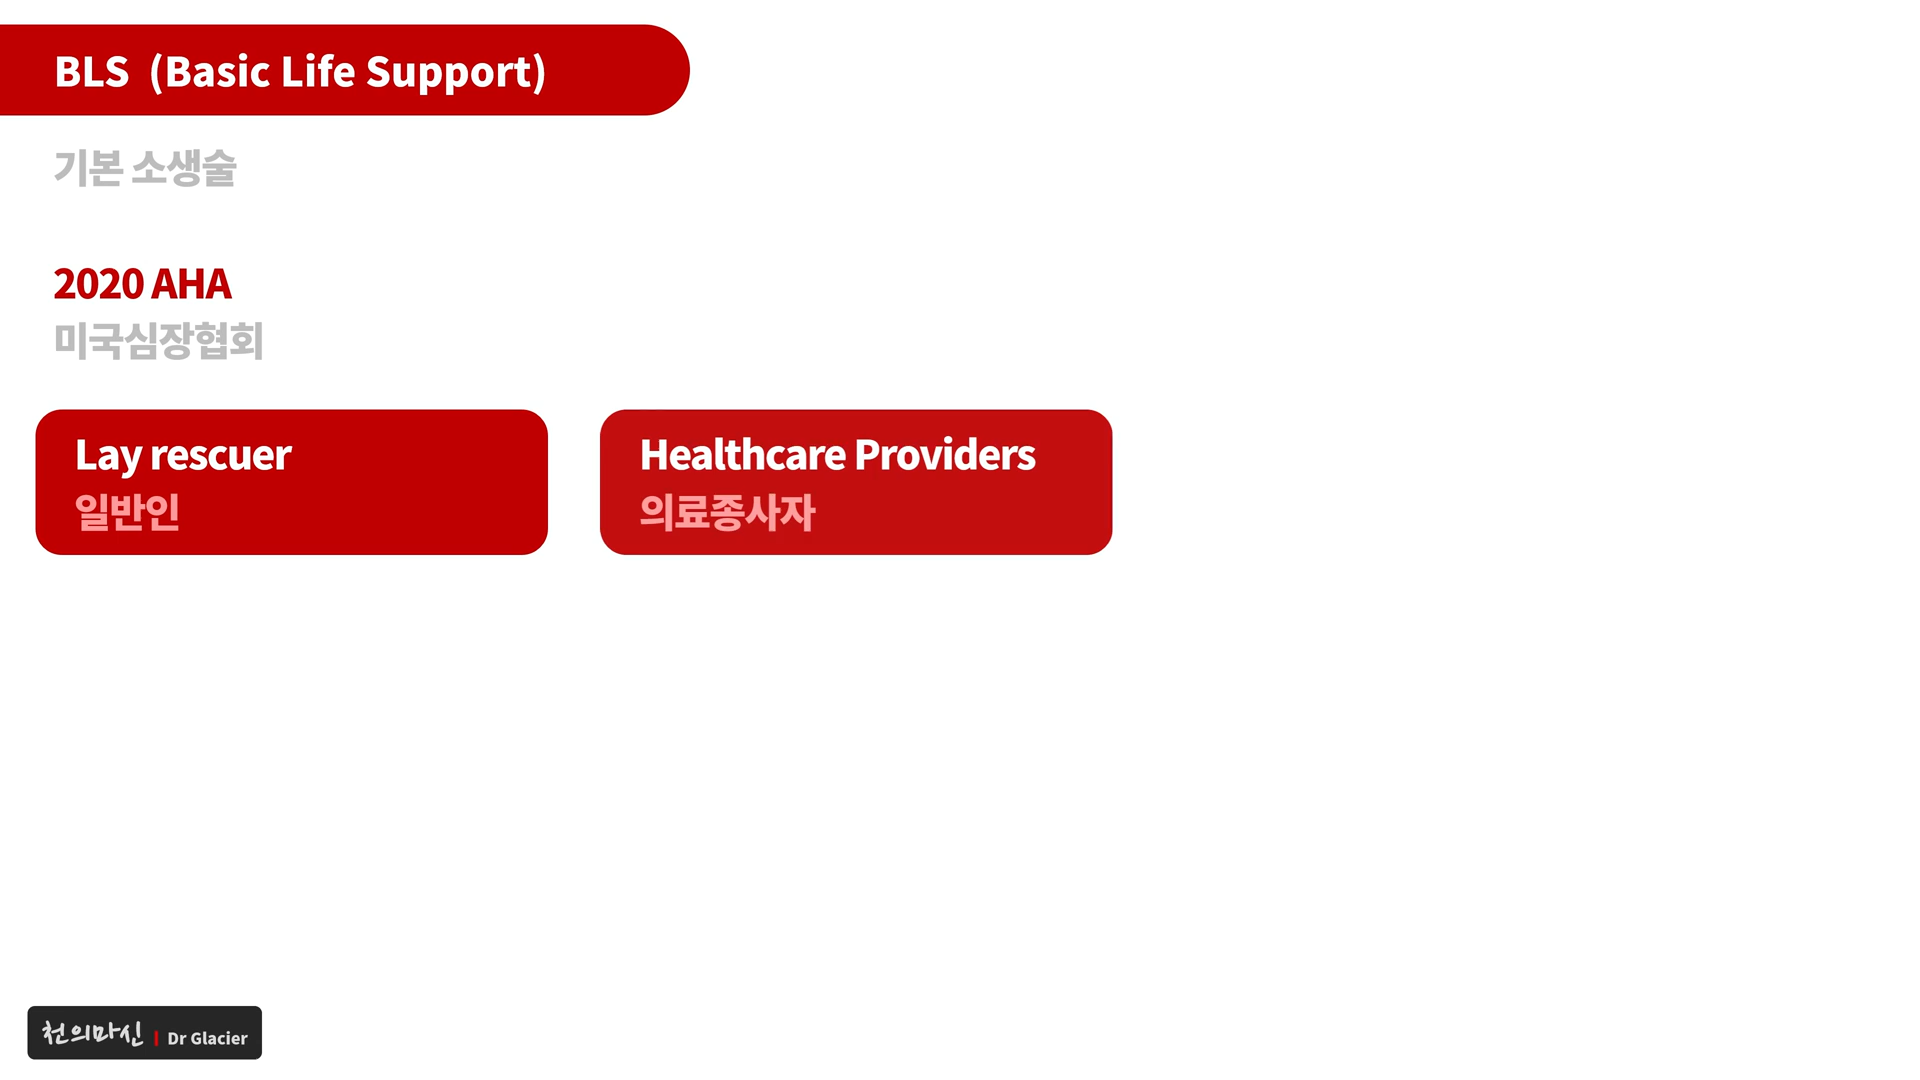 BLS (Basic Life Support)
기본 소생술
2020 AHA
미국심장협회
Lay rescuer
일반인
Healthcare Providers
의료종사자
천의마신 | Dr Glacier